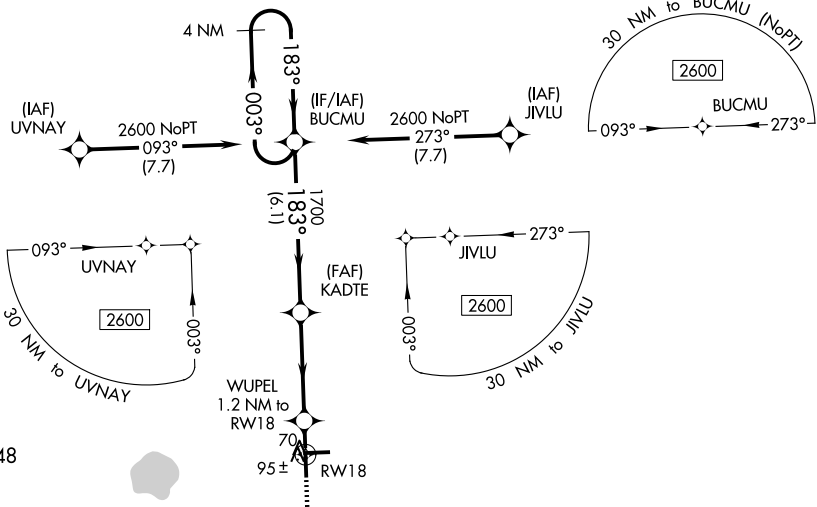 30 NM to BUCMU (NoPT)
2600
BUCMU
093°
273°
4 NM
183°
003°
(IAF)
UVNAY
2600 NoPT
093°
(7.7)
(IF/IAF)
BUCMU
2600 NoPT
273°
(7.7)
(IAF)
JIVLU
1700
183°
(6.1)
093°
UVNAY
2600
003°
30 NM to UVNAY
(FAF)
KADTE
273°
JIVLU
2600
003°
30 NM to JIVLU
WUPEL
1.2 NM to
RW18
70
95±
RW18
48